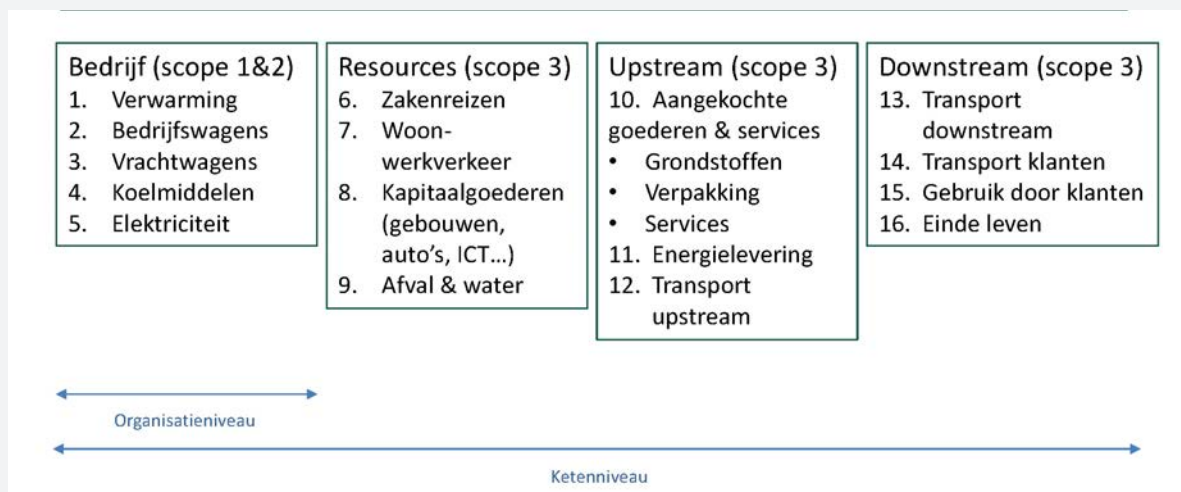 Bedrijf (scope 1&2)
1. Verwarming
2. Bedrijfswagens
3. Vrachtwagens
4. Koelmiddelen
5. Elektriciteit
Resources (scope 3)
6. Zakenreizen
7. Woon-
werkverkeer
8. Kapitaalgoederen
(gebouwen,
auto's, ICT...)
9. Afval & water
Upstream (scope 3)
10. Aangekochte
goederen & services
• Grondstoffen
• Verpakking
• Services
11. Energielevering
12. Transport
upstream
Downstream (scope 3)
13. Transport
downstream
14. Transport klanten
15. Gebruik door klanten
16. Einde leven
Organisatieniveau
Ketenniveau